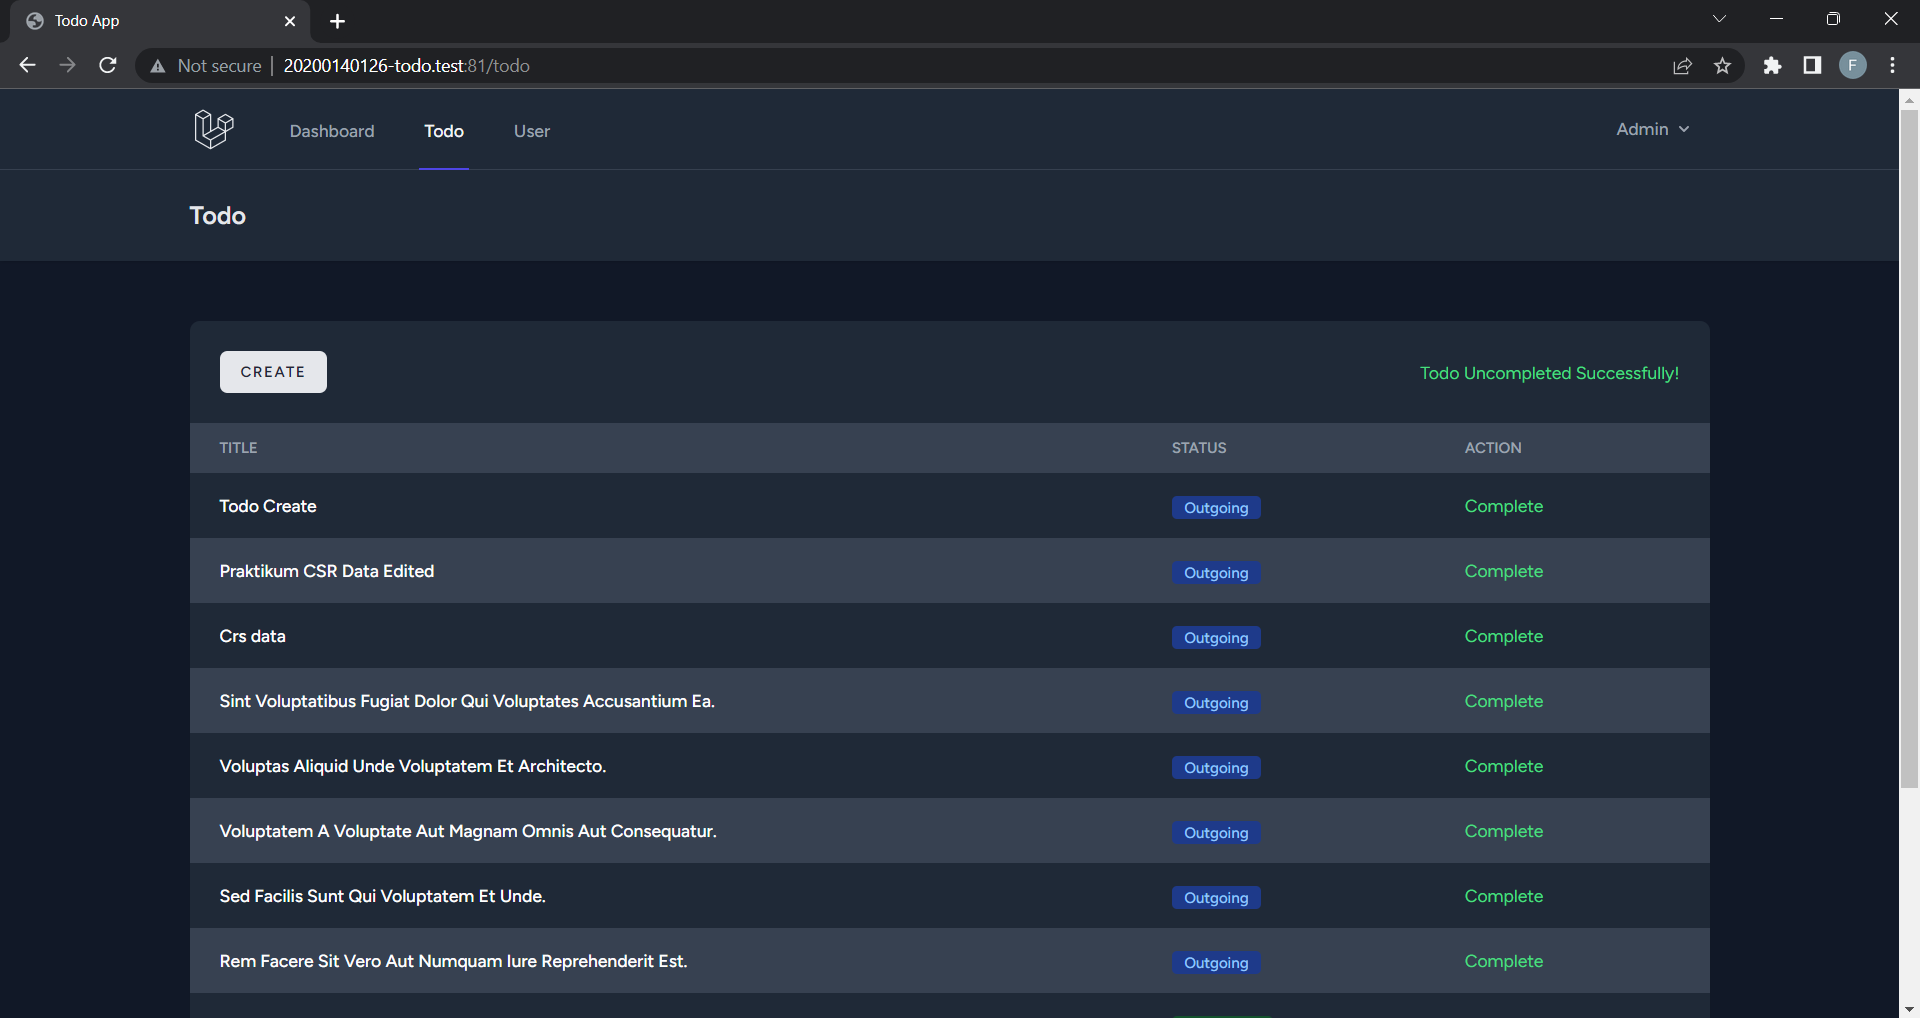 Todo App
Not secure 20200140126-todo.test:81/todo
F
Dashboard Todo User Admin
Todo
CREATE Todo Uncompleted Successfully!
TITLE STATUS ACTION
Todo Create Outgoing Complete
Praktikum CSR Data Edited Outgoing Complete
Crs data Outgoing Complete
Sint Voluptatibus Fugiat Dolor Qui Voluptates Accusantium Ea. Outgoing Complete
Voluptas Aliquid Unde Voluptatem Et Architecto. Outgoing Complete
Voluptatem A Voluptate Aut Magnam Omnis Aut Consequatur. Outgoing Complete
Sed Facilis Sunt Qui Voluptatem Et Unde. Outgoing Complete
Rem Facere Sit Vero Aut Numquam Iure Reprehenderit Est. Outgoing Complete